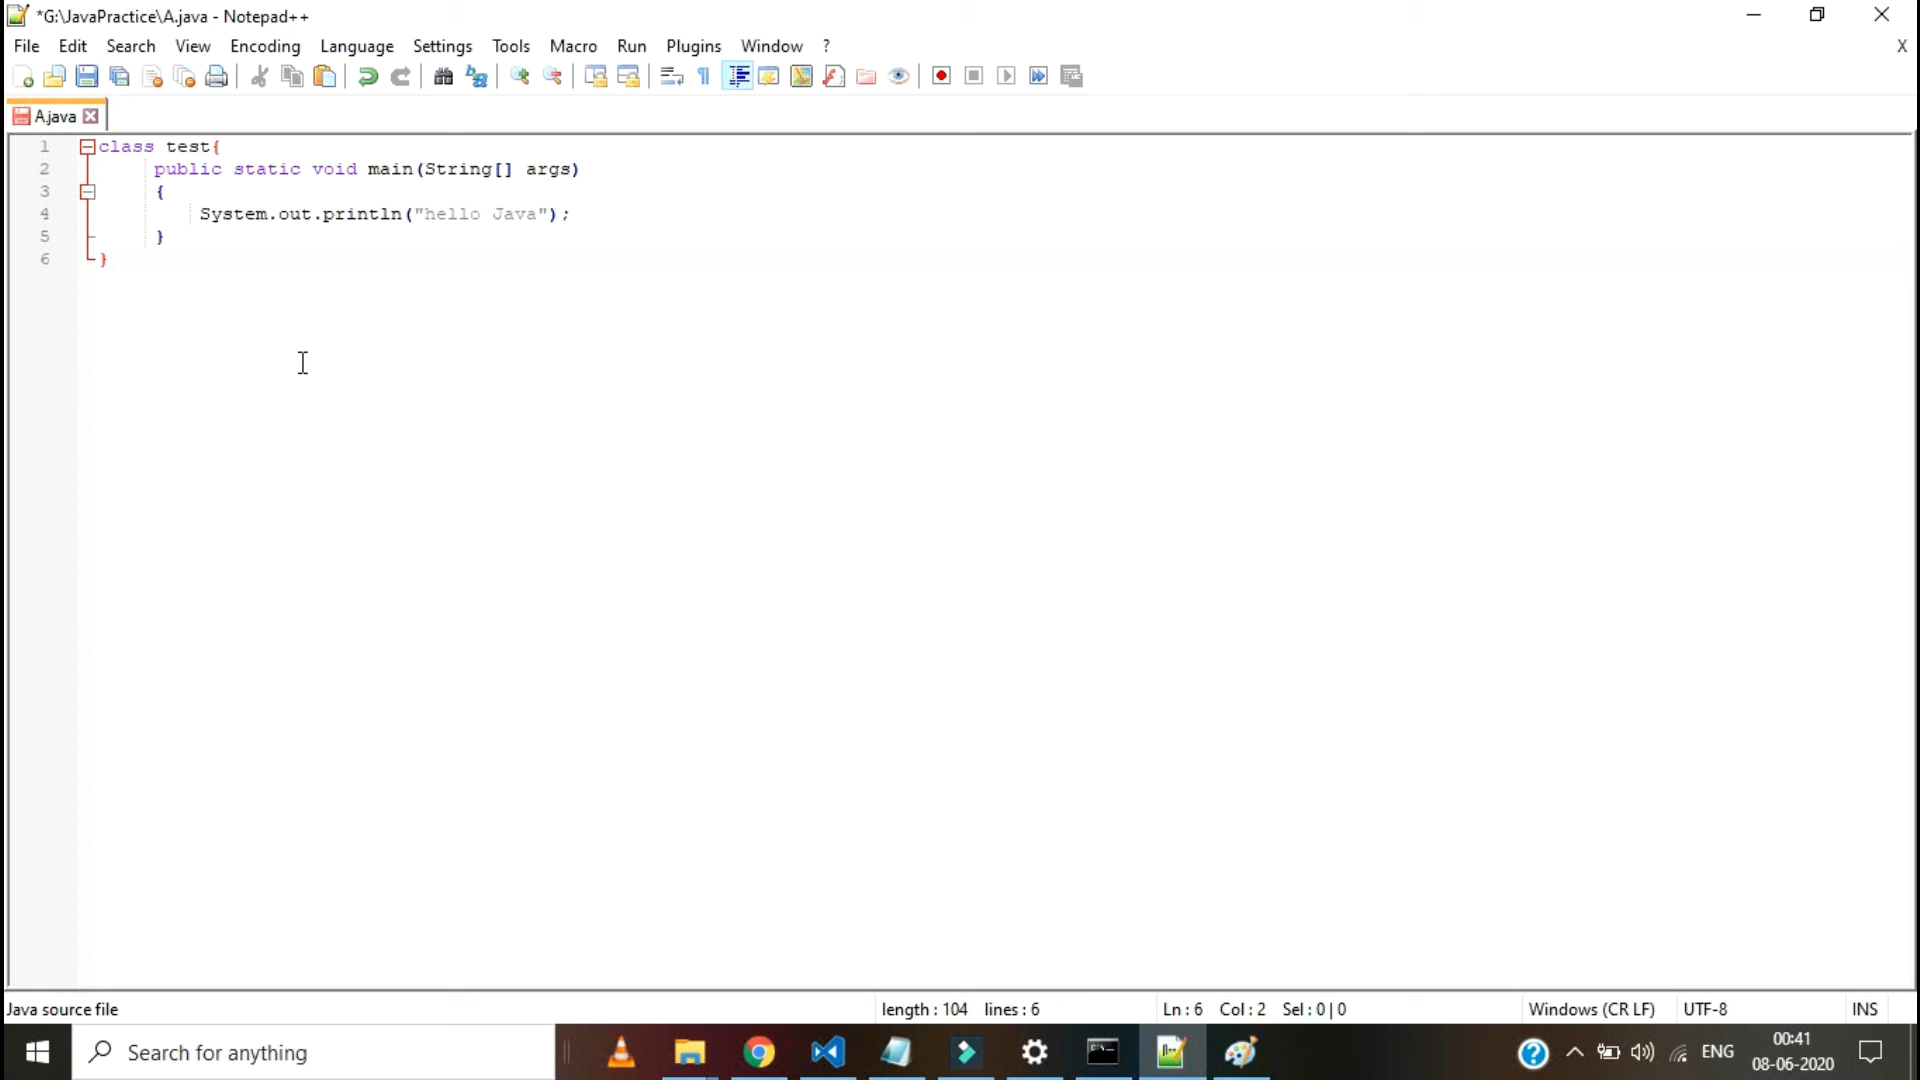 *G:\JavaPractice\A.java - Notepad++
File Edit Search View Encoding Language Settings Tools Macro Run Plugins Window ? X
A.java
1 class test{
2 public static void main(String[] args)
3 {
4 System.out.println("hello Java");
5 }
6 }
Java source file length : 104 lines : 6 Ln : 6 Col : 2 Sel : 0 | 0 Windows (CR LF) UTF-8 INS
Search for anything ENG 00:41
08-06-2020